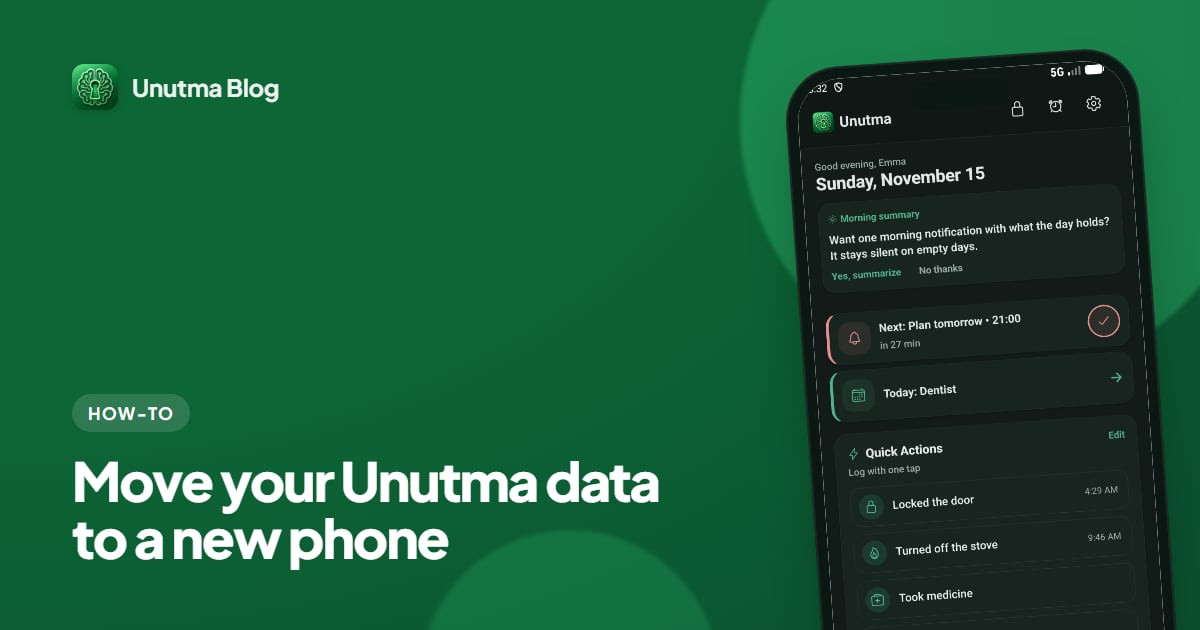 Unutma Blog
HOW-TO
Move your Unutma data
to a new phone
:32
5G
Unutma
Good evening, Emma
Sunday, November 15
Morning summary
Want one morning notification with what the day holds?
It stays silent on empty days.
Yes, summarize No thanks
Next: Plan tomorrow • 21:00
in 27 min
Today: Dentist
Quick Actions Edit
Log with one tap
Locked the door 4:29 AM
Turned off the stove 9:46 AM
Took medicine